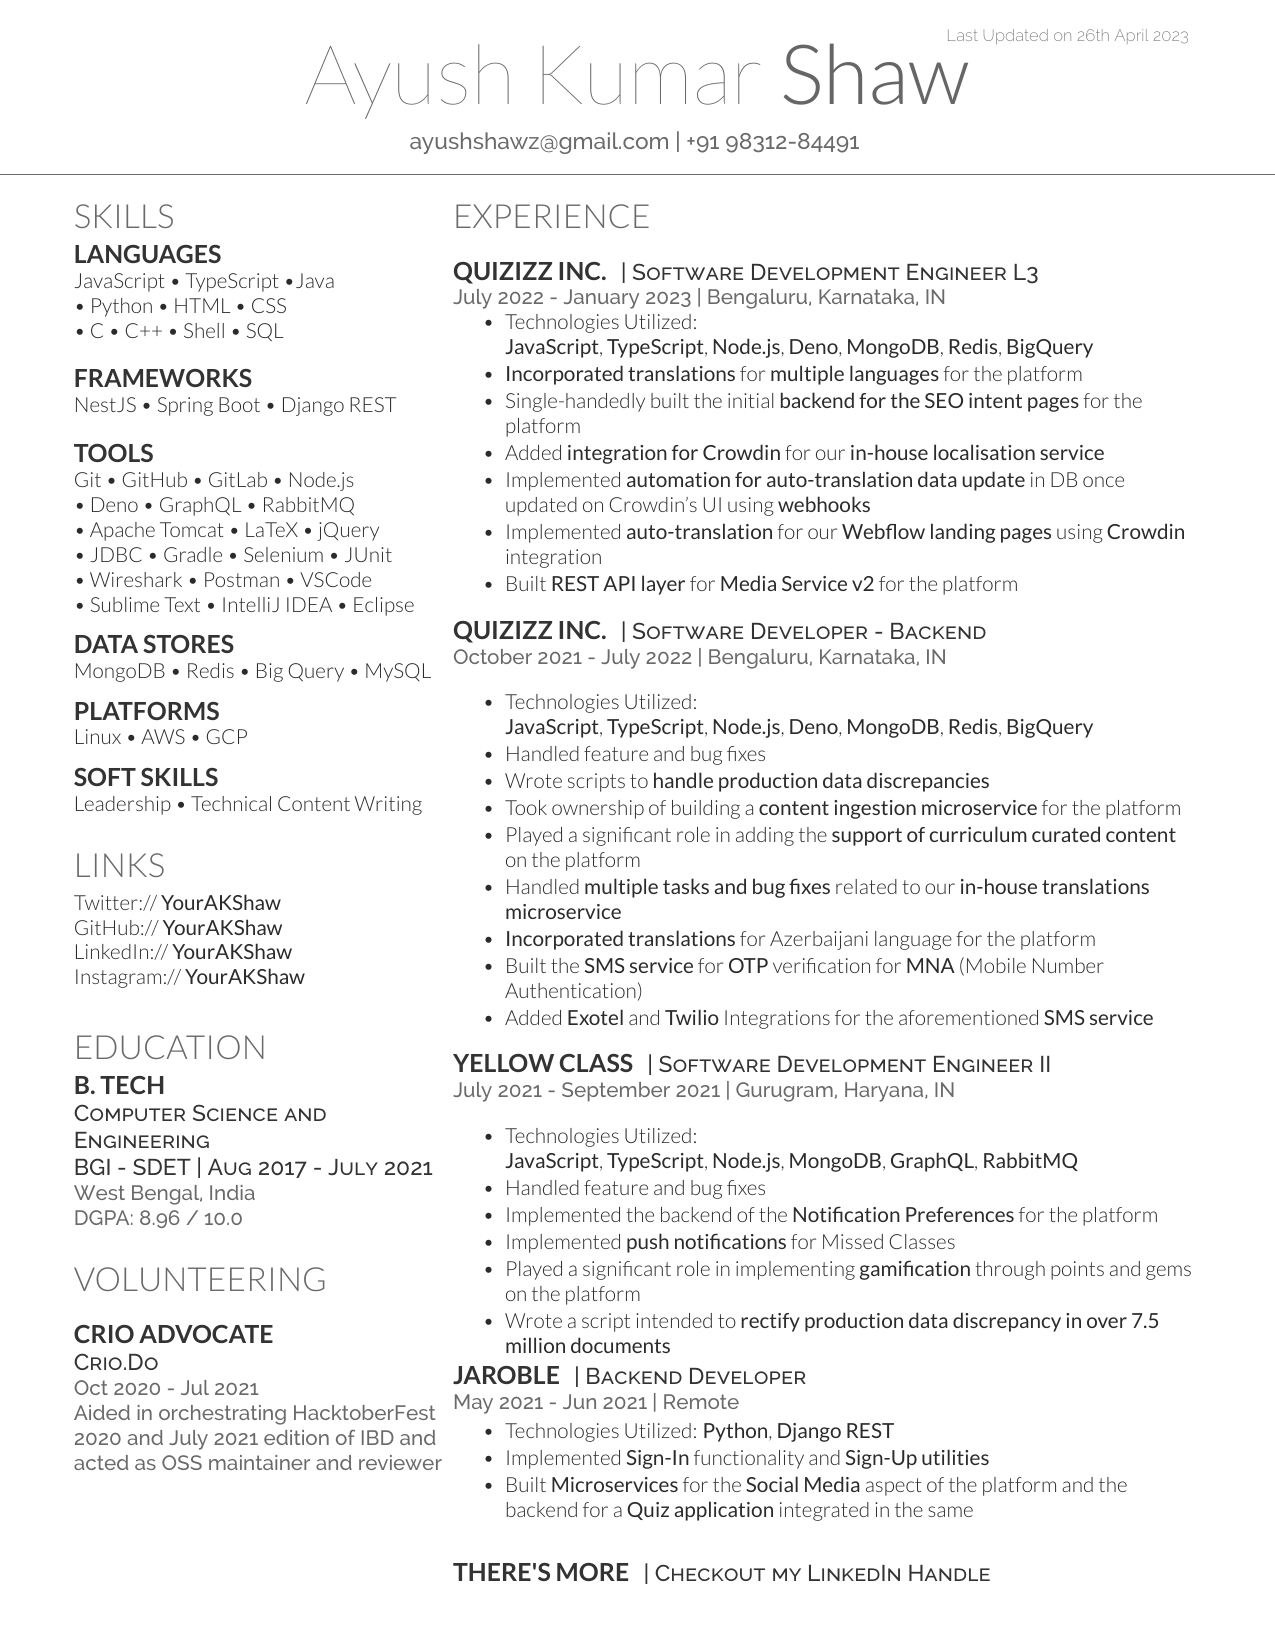 Last Updated on 26th April 2023
Ayush Kumar Shaw
ayushshawz@gmail.com | +91 98312-84491
SKILLS
LANGUAGES
JavaScript • TypeScript •Java
• Python • HTML • CSS
• C • C++ • Shell • SQL
FRAMEWORKS
NestJS • Spring Boot • Django REST
TOOLS
Git • GitHub • GitLab • Node.js
• Deno • GraphQL • RabbitMQ
• Apache Tomcat • LaTeX • jQuery
• JDBC • Gradle • Selenium • JUnit
• Wireshark • Postman • VSCode
• Sublime Text • IntelliJ IDEA • Eclipse
DATA STORES
MongoDB • Redis • Big Query • MySQL
PLATFORMS
Linux • AWS • GCP
SOFT SKILLS
Leadership • Technical Content Writing
LINKS
Twitter:// YourAKShaw
GitHub:// YourAKShaw
LinkedIn:// YourAKShaw
Instagram:// YourAKShaw
EDUCATION
B. TECH
Computer Science and
Engineering
BGI - SDET | Aug 2017 - July 2021
West Bengal, India
DGPA: 8.96 / 10.0
VOLUNTEERING
CRIO ADVOCATE
Crio.Do
Oct 2020 - Jul 2021
Aided in orchestrating HacktoberFest
2020 and July 2021 edition of IBD and
acted as OSS maintainer and reviewer
EXPERIENCE
QUIZIZZ INC. | Software Development Engineer L3
July 2022 - January 2023 | Bengaluru, Karnataka, IN
• Technologies Utilized:
JavaScript, TypeScript, Node.js, Deno, MongoDB, Redis, BigQuery
• Incorporated translations for multiple languages for the platform
• Single-handedly built the initial backend for the SEO intent pages for the
platform
• Added integration for Crowdin for our in-house localisation service
• Implemented automation for auto-translation data update in DB once
updated on Crowdin’s UI using webhooks
• Implemented auto-translation for our Webflow landing pages using Crowdin
integration
• Built REST API layer for Media Service v2 for the platform
QUIZIZZ INC. | Software Developer - Backend
October 2021 - July 2022 | Bengaluru, Karnataka, IN
• Technologies Utilized:
JavaScript, TypeScript, Node.js, Deno, MongoDB, Redis, BigQuery
• Handled feature and bug fixes
• Wrote scripts to handle production data discrepancies
• Took ownership of building a content ingestion microservice for the platform
• Played a significant role in adding the support of curriculum curated content
on the platform
• Handled multiple tasks and bug fixes related to our in-house translations
microservice
• Incorporated translations for Azerbaijani language for the platform
• Built the SMS service for OTP verification for MNA (Mobile Number
Authentication)
• Added Exotel and Twilio Integrations for the aforementioned SMS service
YELLOW CLASS | Software Development Engineer II
July 2021 - September 2021 | Gurugram, Haryana, IN
• Technologies Utilized:
JavaScript, TypeScript, Node.js, MongoDB, GraphQL, RabbitMQ
• Handled feature and bug fixes
• Implemented the backend of the Notification Preferences for the platform
• Implemented push notifications for Missed Classes
• Played a significant role in implementing gamification through points and gems
on the platform
• Wrote a script intended to rectify production data discrepancy in over 7.5
million documents
JAROBLE | Backend Developer
May 2021 - Jun 2021 | Remote
• Technologies Utilized: Python, Django REST
• Implemented Sign-In functionality and Sign-Up utilities
• Built Microservices for the Social Media aspect of the platform and the
backend for a Quiz application integrated in the same
THERE'S MORE | Checkout my LinkedIn Handle